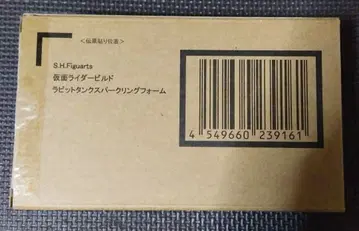 ＜伝票貼り位置＞
S.H.Figuarts
仮面ライダービルド
ラビットタンクスパークリングフォーム
4 549660 239161